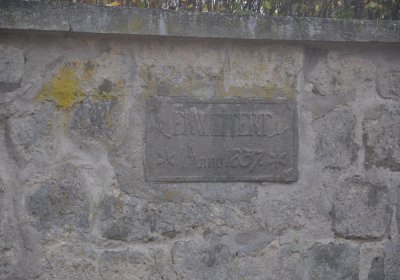 ERWEITERT
* Anno 1837. *